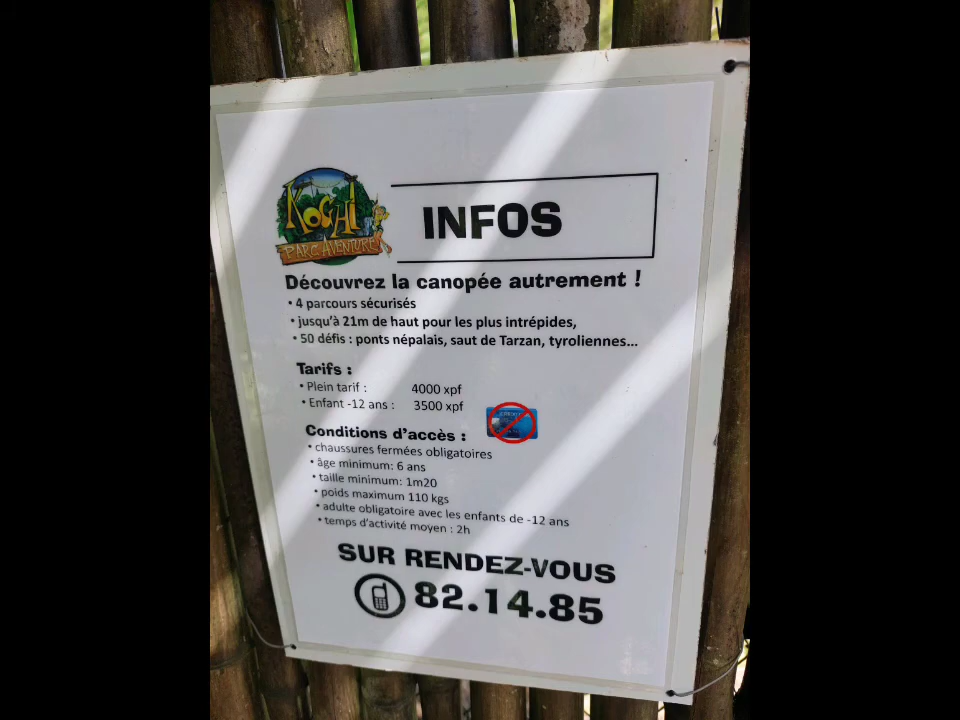 KOGHI
PARC AVENTURE
INFOS
Découvrez la canopée autrement !
• 4 parcours sécurisés
• jusqu'à 21m de haut pour les plus intrépides,
• 50 défis : ponts népalais, saut de Tarzan, tyroliennes...
Tarifs :
• Plein tarif : 4000 xpf
• Enfant -12 ans : 3500 xpf
Conditions d'accès :
• chaussures fermées obligatoires
• âge minimum: 6 ans
• taille minimum: 1m20
• poids maximum 110 kgs
• adulte obligatoire avec les enfants de -12 ans
• temps d'activité moyen : 2h
SUR RENDEZ-VOUS
82.14.85